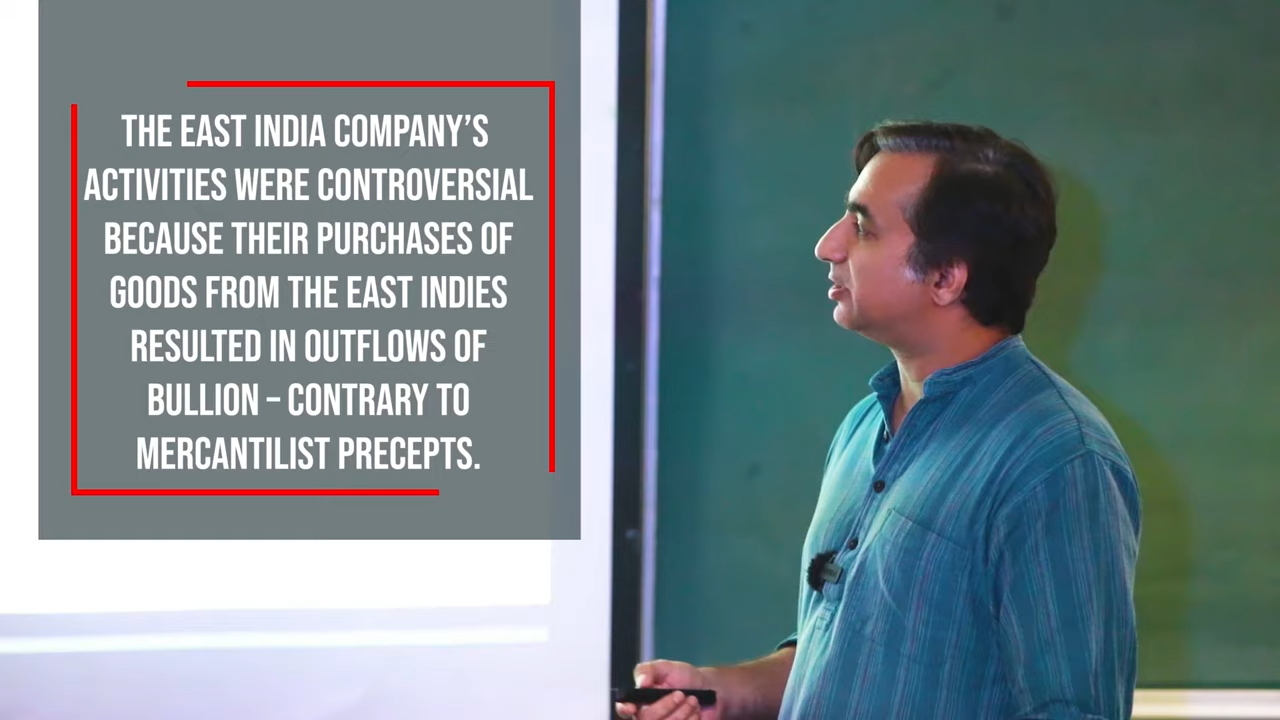 THE EAST INDIA COMPANY'S
ACTIVITIES WERE CONTROVERSIAL
BECAUSE THEIR PURCHASES OF
GOODS FROM THE EAST INDIES
RESULTED IN OUTFLOWS OF
BULLION – CONTRARY TO
MERCANTILIST PRECEPTS.